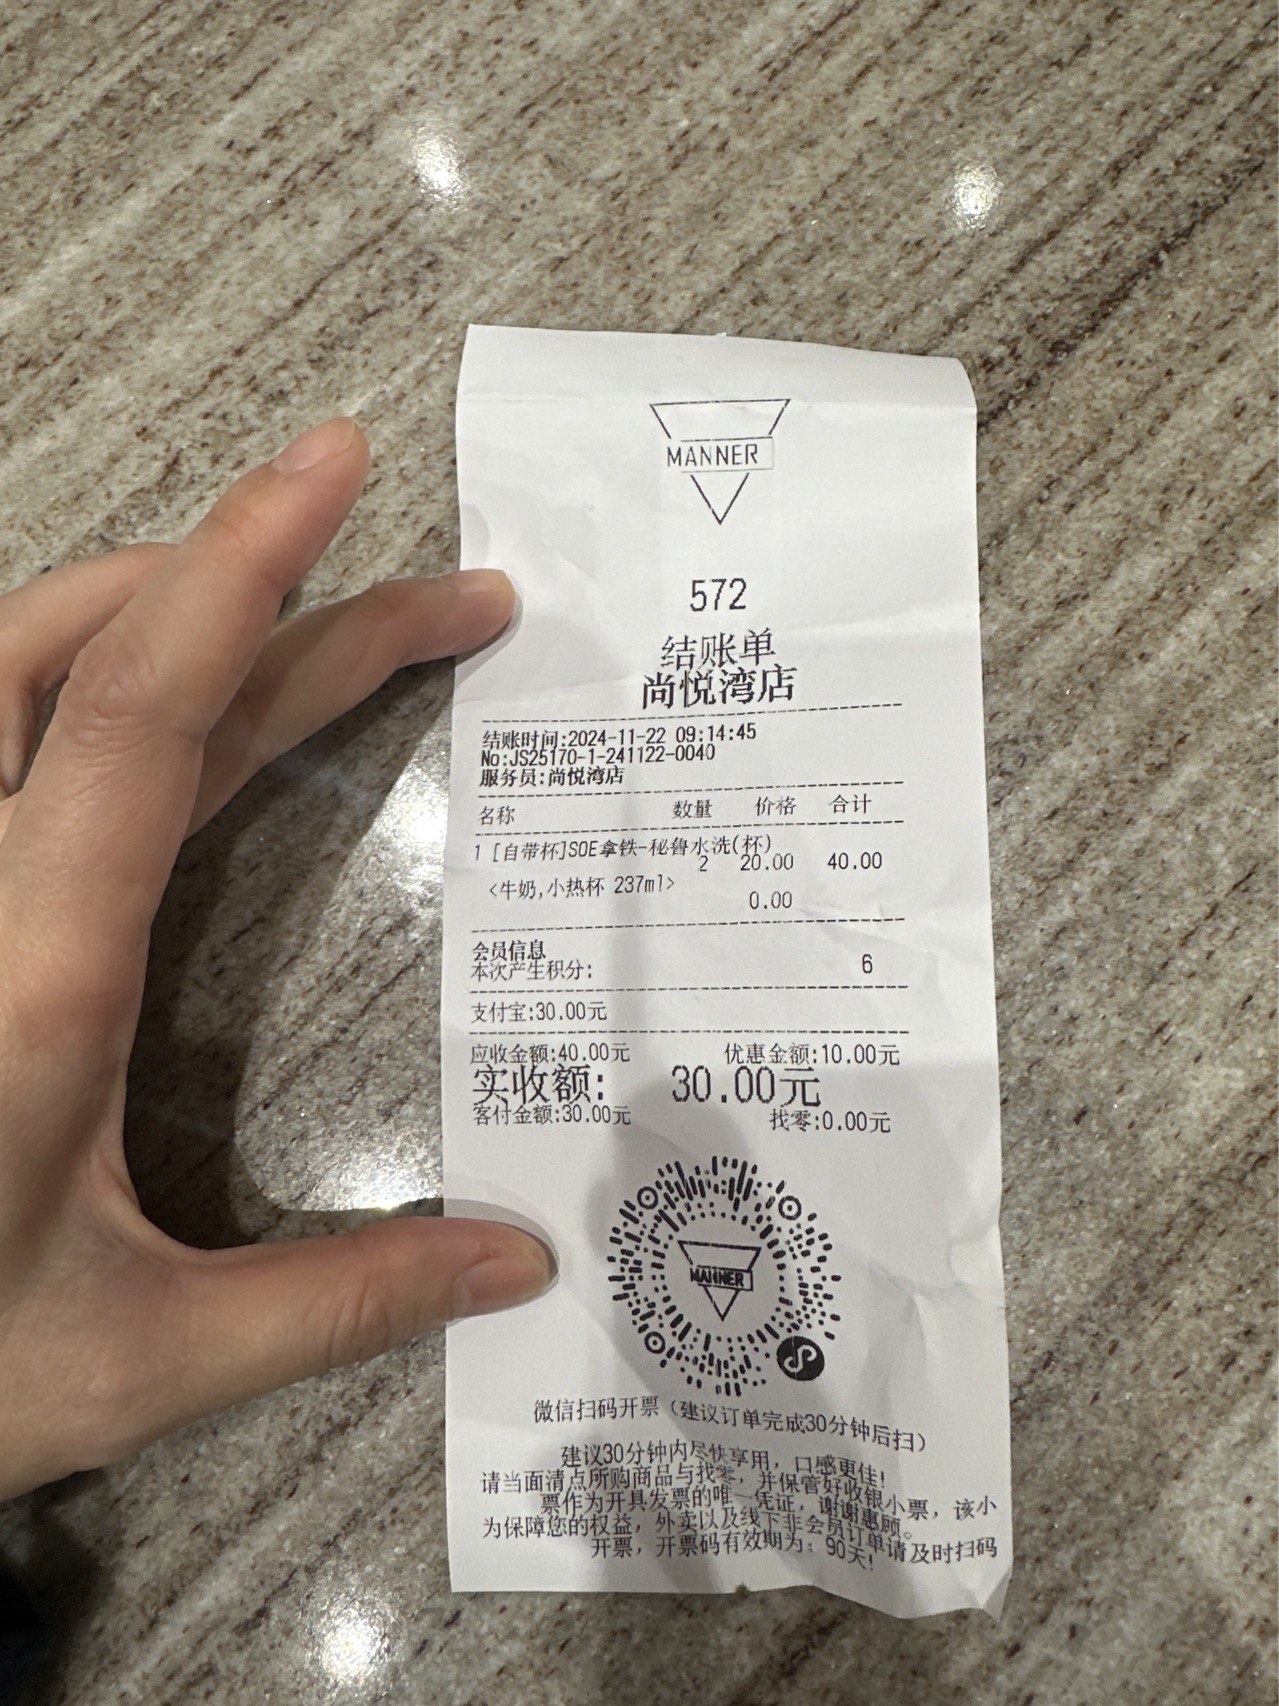 MANNER
572
结账单
尚悦湾店
结账时间:2024-11-22 09:14:45
No:JS25170-1-241122-0040
服务员:尚悦湾店
名称 数量 价格 合计
1 [自带杯]SOE拿铁-秘鲁水洗(杯)
2 20.00 40.00
<牛奶,小热杯 237ml>
0.00
会员信息
本次产生积分: 6
支付宝:30.00元
应收金额:40.00元 优惠金额:10.00元
实收额: 30.00元
客付金额:30.00元 找零:0.00元
MANNER
微信扫码开票（建议订单完成30分钟后扫）
建议30分钟内尽快享用，口感更佳！
请当面清点所购商品与找零，并保管好收银小票，该小
票作为开具发票的唯一凭证，谢谢惠顾。
为保障您的权益，外卖以及线下非会员订单请及时扫码
开票，开票码有效期为：90天！